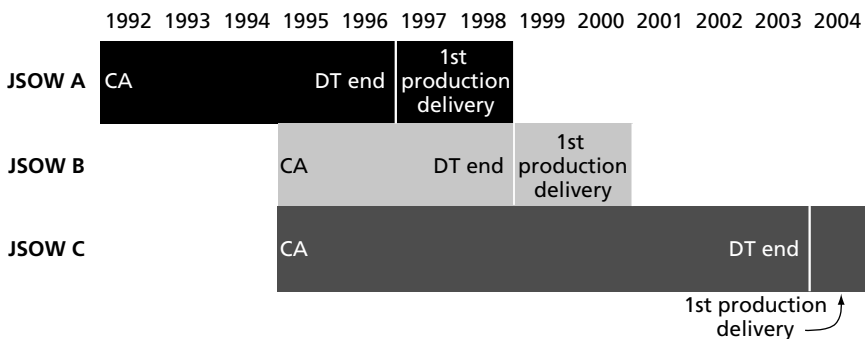 1992 1993 1994 1995 1996 1997 1998 1999 2000 2001 2002 2003 2004
JSOW A
CA
DT end
1st
production
delivery
JSOW B
CA
DT end
1st
production
delivery
JSOW C
CA
DT end
1st production
delivery